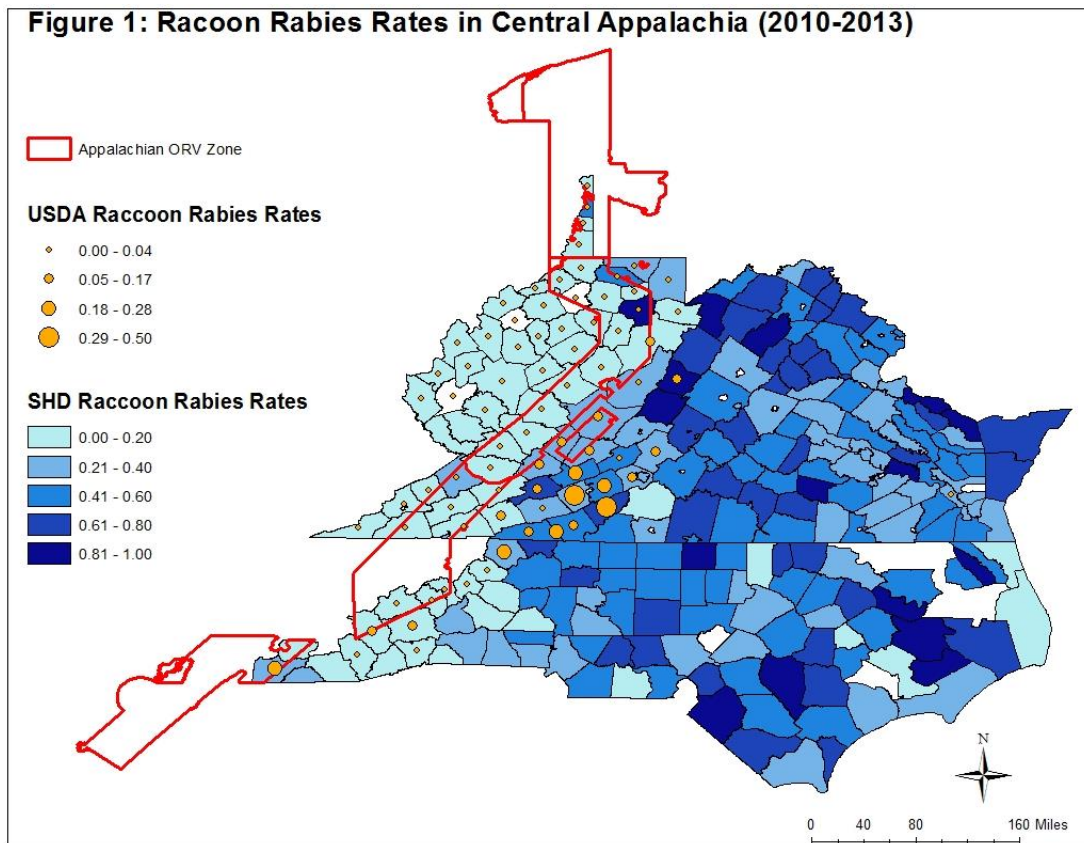 Figure 1: Racoon Rabies Rates in Central Appalachia (2010-2013)
Appalachian ORV Zone
USDA Raccoon Rabies Rates
0.00 - 0.04
0.05 - 0.17
0.18 - 0.28
0.29 - 0.50
SHD Raccoon Rabies Rates
0.00 - 0.20
0.21 - 0.40
0.41 - 0.60
0.61 - 0.80
0.81 - 1.00
N
0 40 80 160 Miles